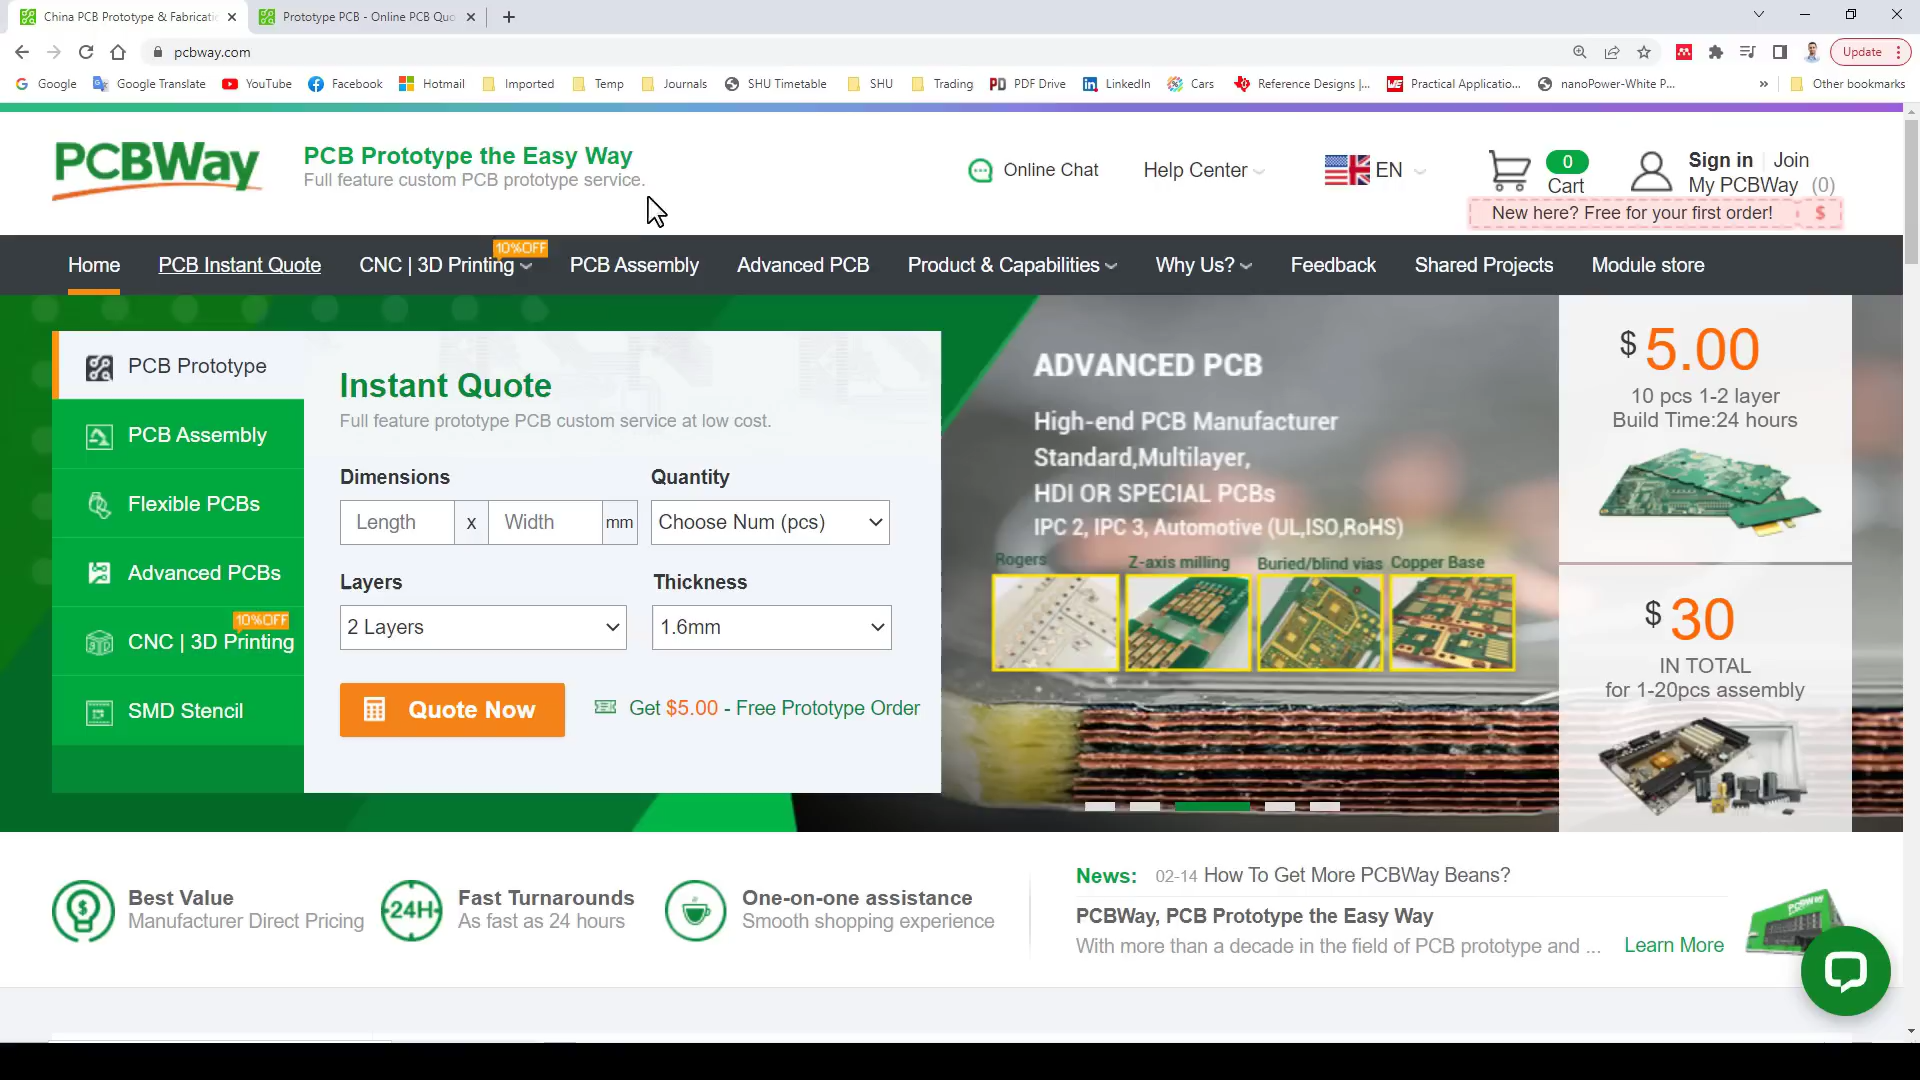 China PCB Prototype & Fabricati
Prototype PCB - Online PCB Quo
pcbway.com
Update
Google
Google Translate
YouTube
Facebook
Hotmail
Imported
Temp
Journals
SHU Timetable
SHU
Trading
PDF Drive
LinkedIn
Cars
Reference Designs |...
Practical Applicatio...
nanoPower-White P...
Other bookmarks
PCBWay
PCB Prototype the Easy Way
Full feature custom PCB prototype service.
Online Chat
Help Center
EN
0
Cart
Sign in
Join
My PCBWay (0)
New here? Free for your first order! $
Home
PCB Instant Quote
10%OFF
CNC | 3D Printing
PCB Assembly
Advanced PCB
Product & Capabilities
Why Us?
Feedback
Shared Projects
Module store
PCB Prototype
PCB Assembly
Flexible PCBs
Advanced PCBs
10%OFF
CNC | 3D Printing
SMD Stencil
Instant Quote
Full feature prototype PCB custom service at low cost.
Dimensions
Quantity
Length x Width mm
Choose Num (pcs)
Layers
Thickness
2 Layers
1.6mm
Quote Now
Get $5.00 - Free Prototype Order
ADVANCED PCB
High-end PCB Manufacturer
Standard,Multilayer,
HDI OR SPECIAL PCBs
IPC 2, IPC 3, Automotive (UL,ISO,RoHS)
Rogers
Z-axis milling
Buried/blind vias
Copper Base
$ 5.00
10 pcs 1-2 layer
Build Time:24 hours
$ 30
IN TOTAL
for 1-20pcs assembly
Best Value
Manufacturer Direct Pricing
24H
Fast Turnarounds
As fast as 24 hours
One-on-one assistance
Smooth shopping experience
News: 02-14 How To Get More PCBWay Beans?
PCBWay, PCB Prototype the Easy Way
With more than a decade in the field of PCB prototype and ... Learn More
PCBWay